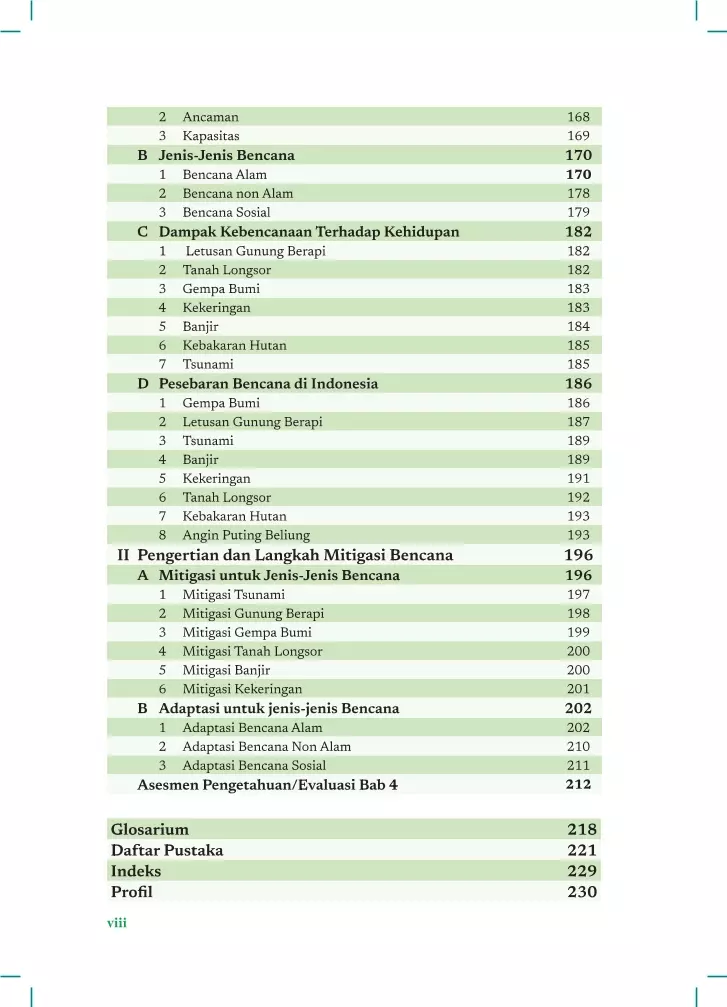 2 Ancaman 168
3 Kapasitas 169
B Jenis-Jenis Bencana 170
1 Bencana Alam 170
2 Bencana non Alam 178
3 Bencana Sosial 179
C Dampak Kebencanaan Terhadap Kehidupan 182
1 Letusan Gunung Berapi 182
2 Tanah Longsor 182
3 Gempa Bumi 183
4 Kekeringan 183
5 Banjir 184
6 Kebakaran Hutan 185
7 Tsunami 185
D Pesebaran Bencana di Indonesia 186
1 Gempa Bumi 186
2 Letusan Gunung Berapi 187
3 Tsunami 189
4 Banjir 189
5 Kekeringan 191
6 Tanah Longsor 192
7 Kebakaran Hutan 193
8 Angin Puting Beliung 193
II Pengertian dan Langkah Mitigasi Bencana 196
A Mitigasi untuk Jenis-Jenis Bencana 196
1 Mitigasi Tsunami 197
2 Mitigasi Gunung Berapi 198
3 Mitigasi Gempa Bumi 199
4 Mitigasi Tanah Longsor 200
5 Mitigasi Banjir 200
6 Mitigasi Kekeringan 201
B Adaptasi untuk jenis-jenis Bencana 202
1 Adaptasi Bencana Alam 202
2 Adaptasi Bencana Non Alam 210
3 Adaptasi Bencana Sosial 211
Asesmen Pengetahuan/Evaluasi Bab 4 212
Glosarium 218
Daftar Pustaka 221
Indeks 229
Profil 230
viii